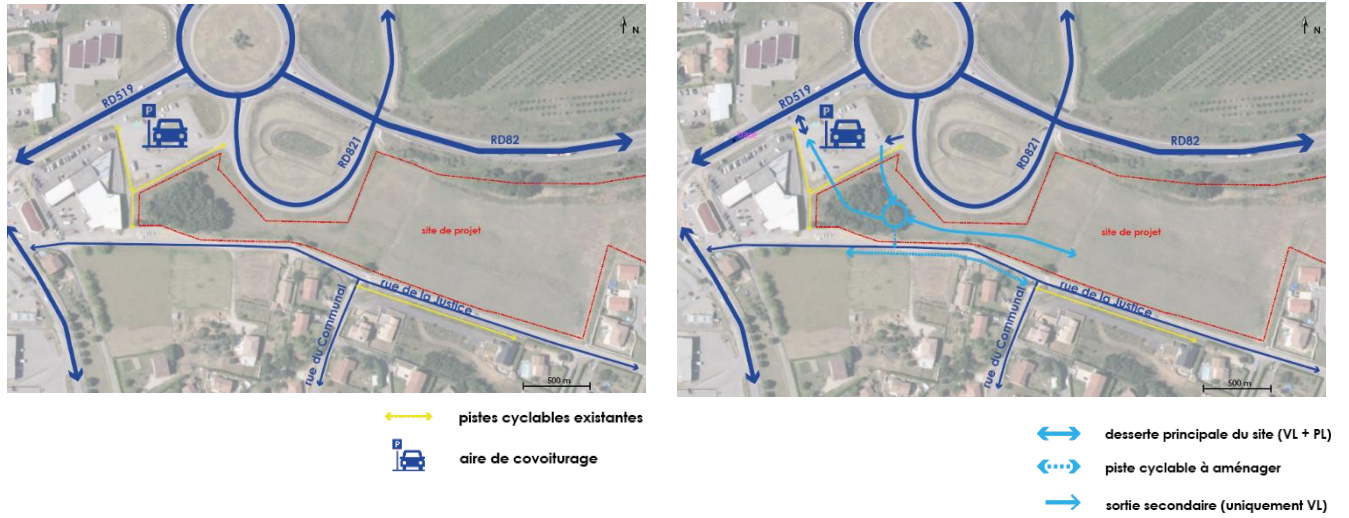 N
RD519
P
RD821
RD82
site de projet
rue de la Justice
rue du Communal
500 m
pistes cyclables existantes
P
aire de covoiturage
N
RD519
P
RD821
RD82
site de projet
rue de la Justice
rue du Communal
500 m
desserte principale du site (VL + PL)
piste cyclable à aménager
sortie secondaire (uniquement VL)